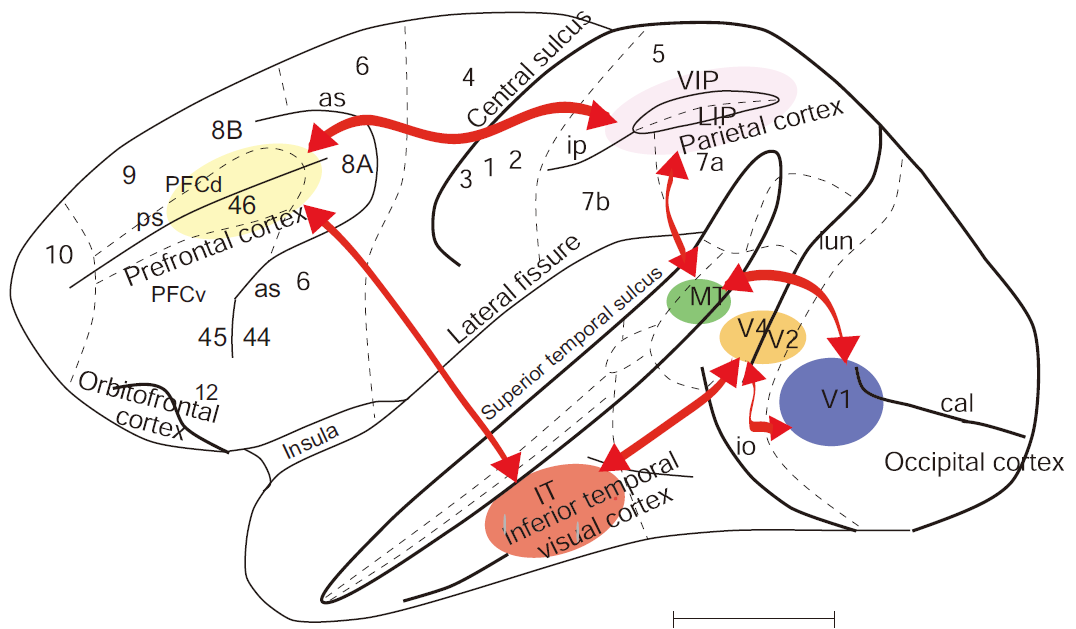 6
4
Central sulcus
5
VIP
as
8B
LIP
Parietal cortex
8A
ip
1
2
3
7a
9
PFCd
46
ps
7b
10
Prefrontal cortex
lun
PFCv
as
6
Lateral fissure
Superior temporal sulcus
MT
V4
V2
45
44
12
Orbitofrontal
cortex
V1
cal
Insula
io
Occipital cortex
IT
Inferior temporal
visual cortex